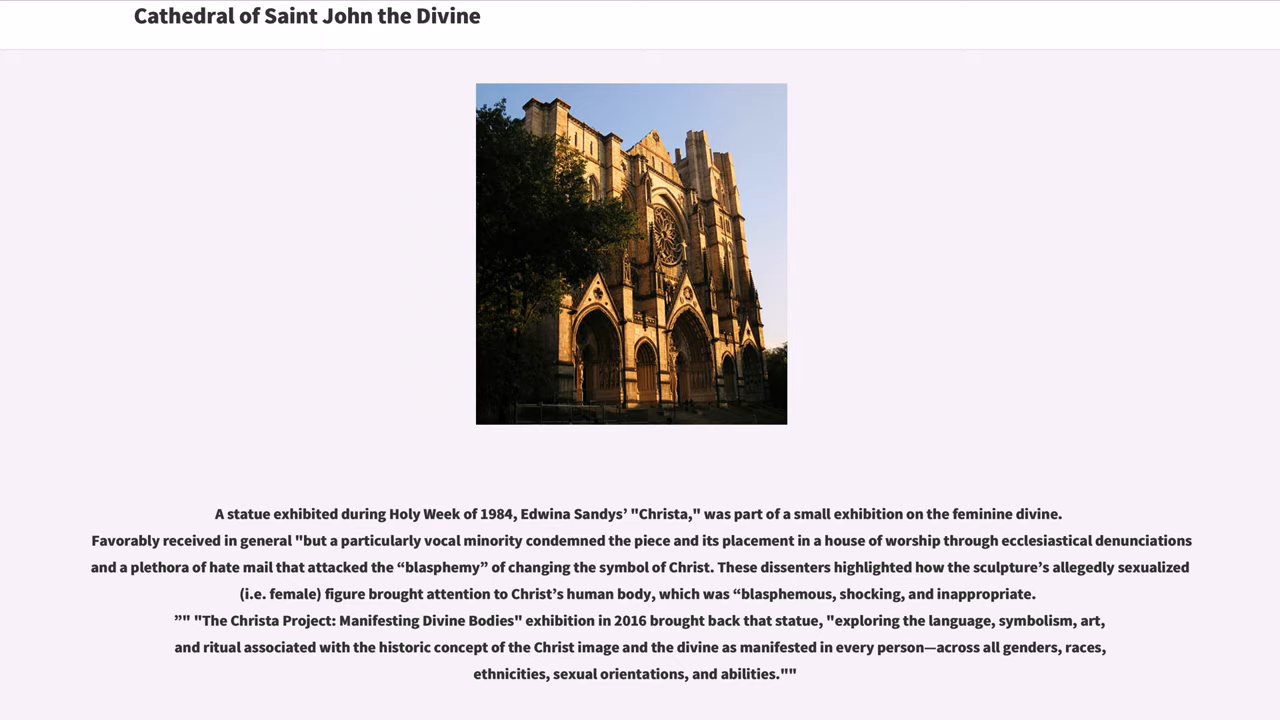 Cathedral of Saint John the Divine
A statue exhibited during Holy Week of 1984, Edwina Sandys’ "Christa," was part of a small exhibition on the feminine divine.
Favorably received in general "but a particularly vocal minority condemned the piece and its placement in a house of worship through ecclesiastical denunciations
and a plethora of hate mail that attacked the “blasphemy” of changing the symbol of Christ. These dissenters highlighted how the sculpture’s allegedly sexualized
(i.e. female) figure brought attention to Christ’s human body, which was “blasphemous, shocking, and inappropriate.
”" "The Christa Project: Manifesting Divine Bodies" exhibition in 2016 brought back that statue, "exploring the language, symbolism, art,
and ritual associated with the historic concept of the Christ image and the divine as manifested in every person—across all genders, races,
ethnicities, sexual orientations, and abilities.""